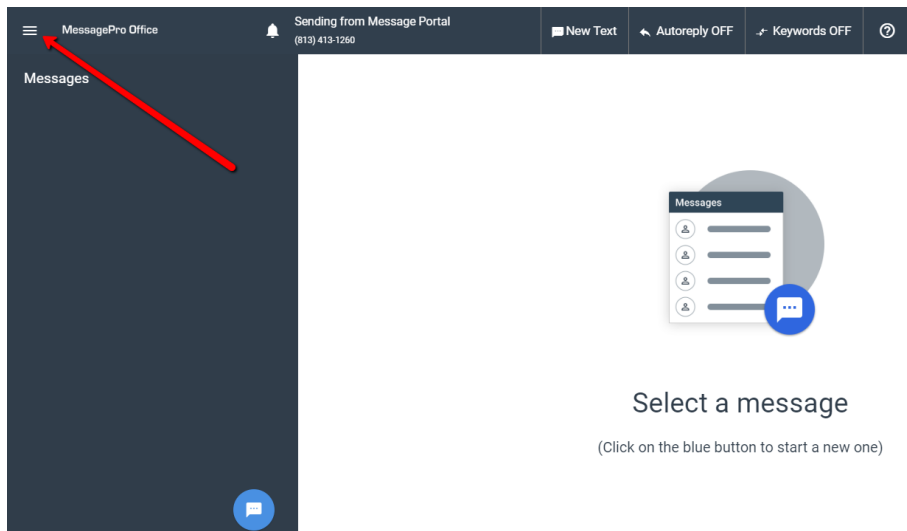 MessagePro Office
Sending from Message Portal
(813) 413-1260
New Text
Autoreply OFF
Keywords OFF
Messages
Messages
Select a message
(Click on the blue button to start a new one)